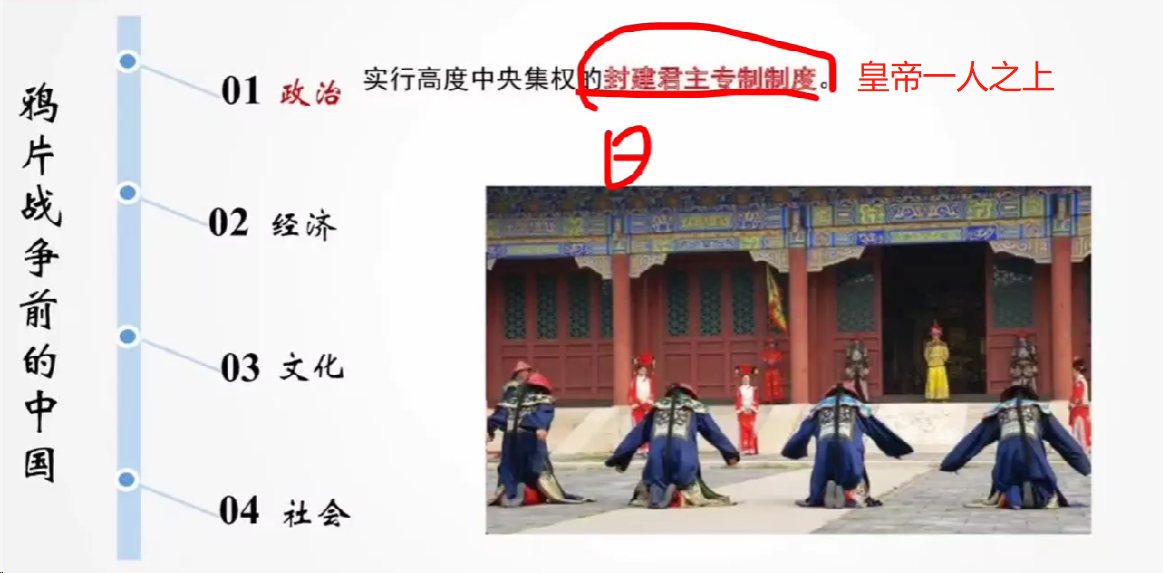 鸦片战争前的中国
01 政治
实行高度中央集权的封建君主专制制度。
皇帝一人之上
日
02 经济
03 文化
04 社会